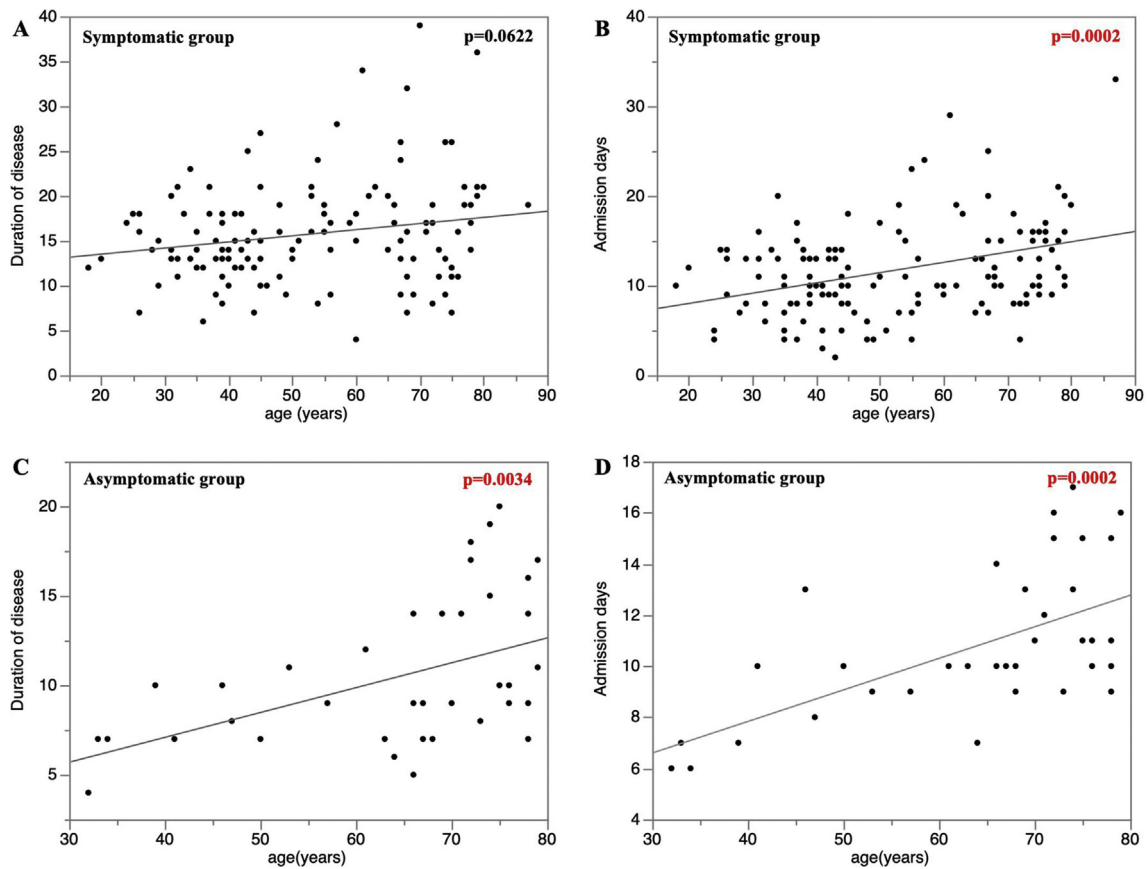 A
Symptomatic group
p=0.0622
40
35
30
25
20
15
10
5
0
Duration of disease
20
30
40
50
60
70
80
90
age (years)
B
Symptomatic group
p=0.0002
40
30
20
10
0
Admission days
20
30
40
50
60
70
80
90
age (years)
C
Asymptomatic group
p=0.0034
20
15
10
5
Duration of disease
30
40
50
60
70
80
age(years)
D
Asymptomatic group
p=0.0002
18
16
14
12
10
8
6
4
Admission days
30
40
50
60
70
80
age(years)